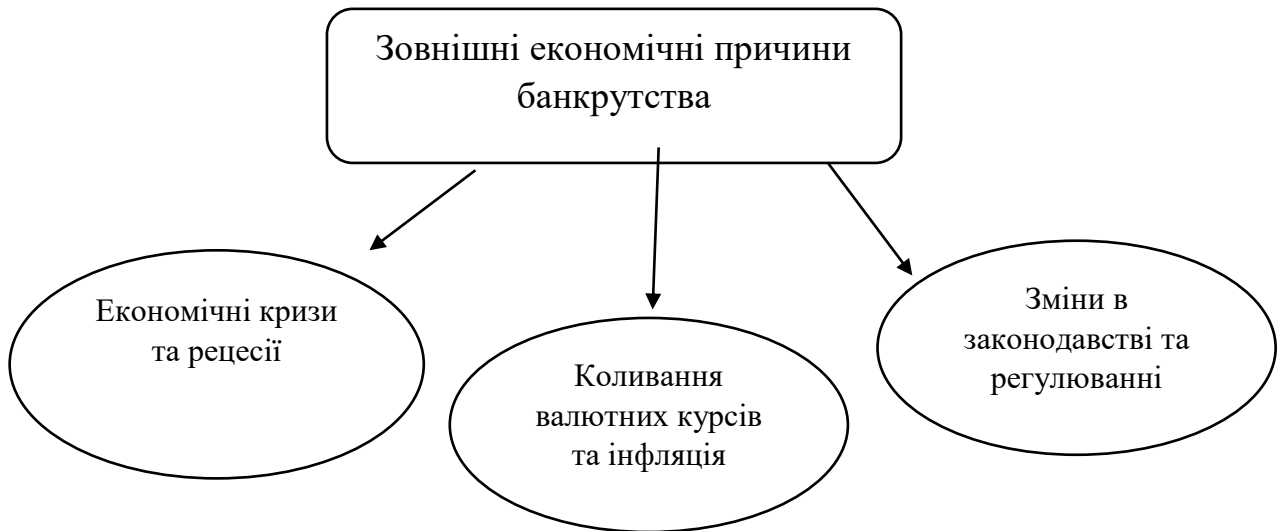 Зовнішні економічні причини
банкрутства
Економічні кризи
та рецесії
Коливання
валютних курсів
та інфляція
Зміни в
законодавстві та
регулюванні